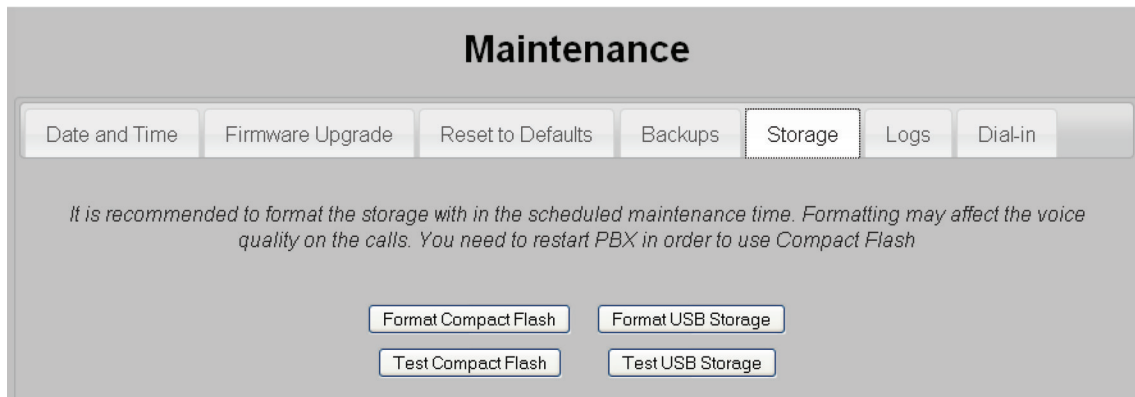 Maintenance
Date and Time Firmware Upgrade Reset to Defaults Backups Storage Logs Dial-in
It is recommended to format the storage with in the scheduled maintenance time. Formatting may affect the voice
quality on the calls. You need to restart PBX in order to use Compact Flash
Format Compact Flash Format USB Storage
Test Compact Flash Test USB Storage